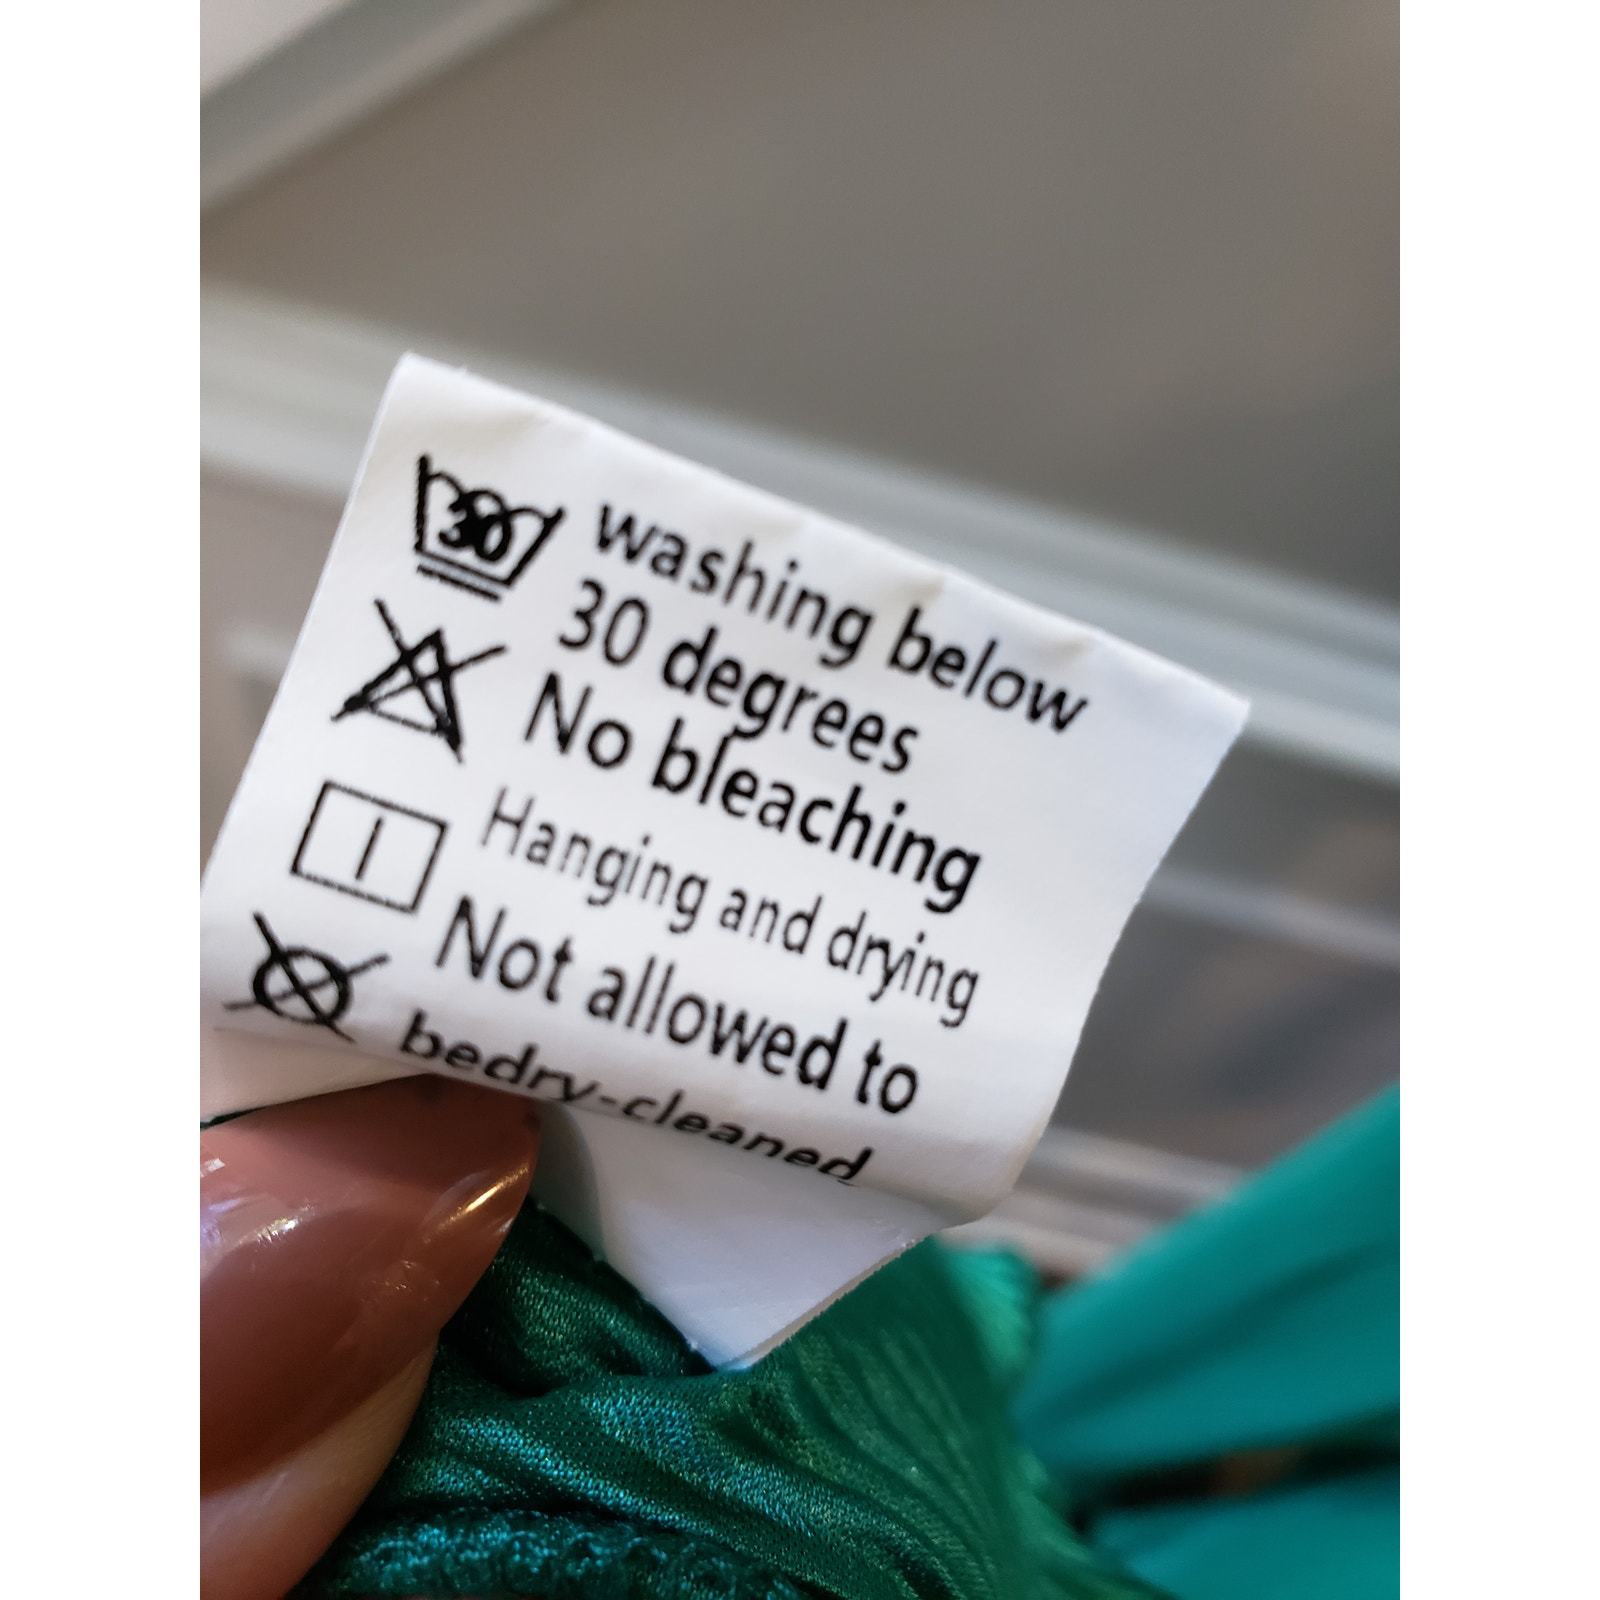 30 washing below
30 degrees
No bleaching
Hanging and drying
Not allowed to
bedry-cleaned